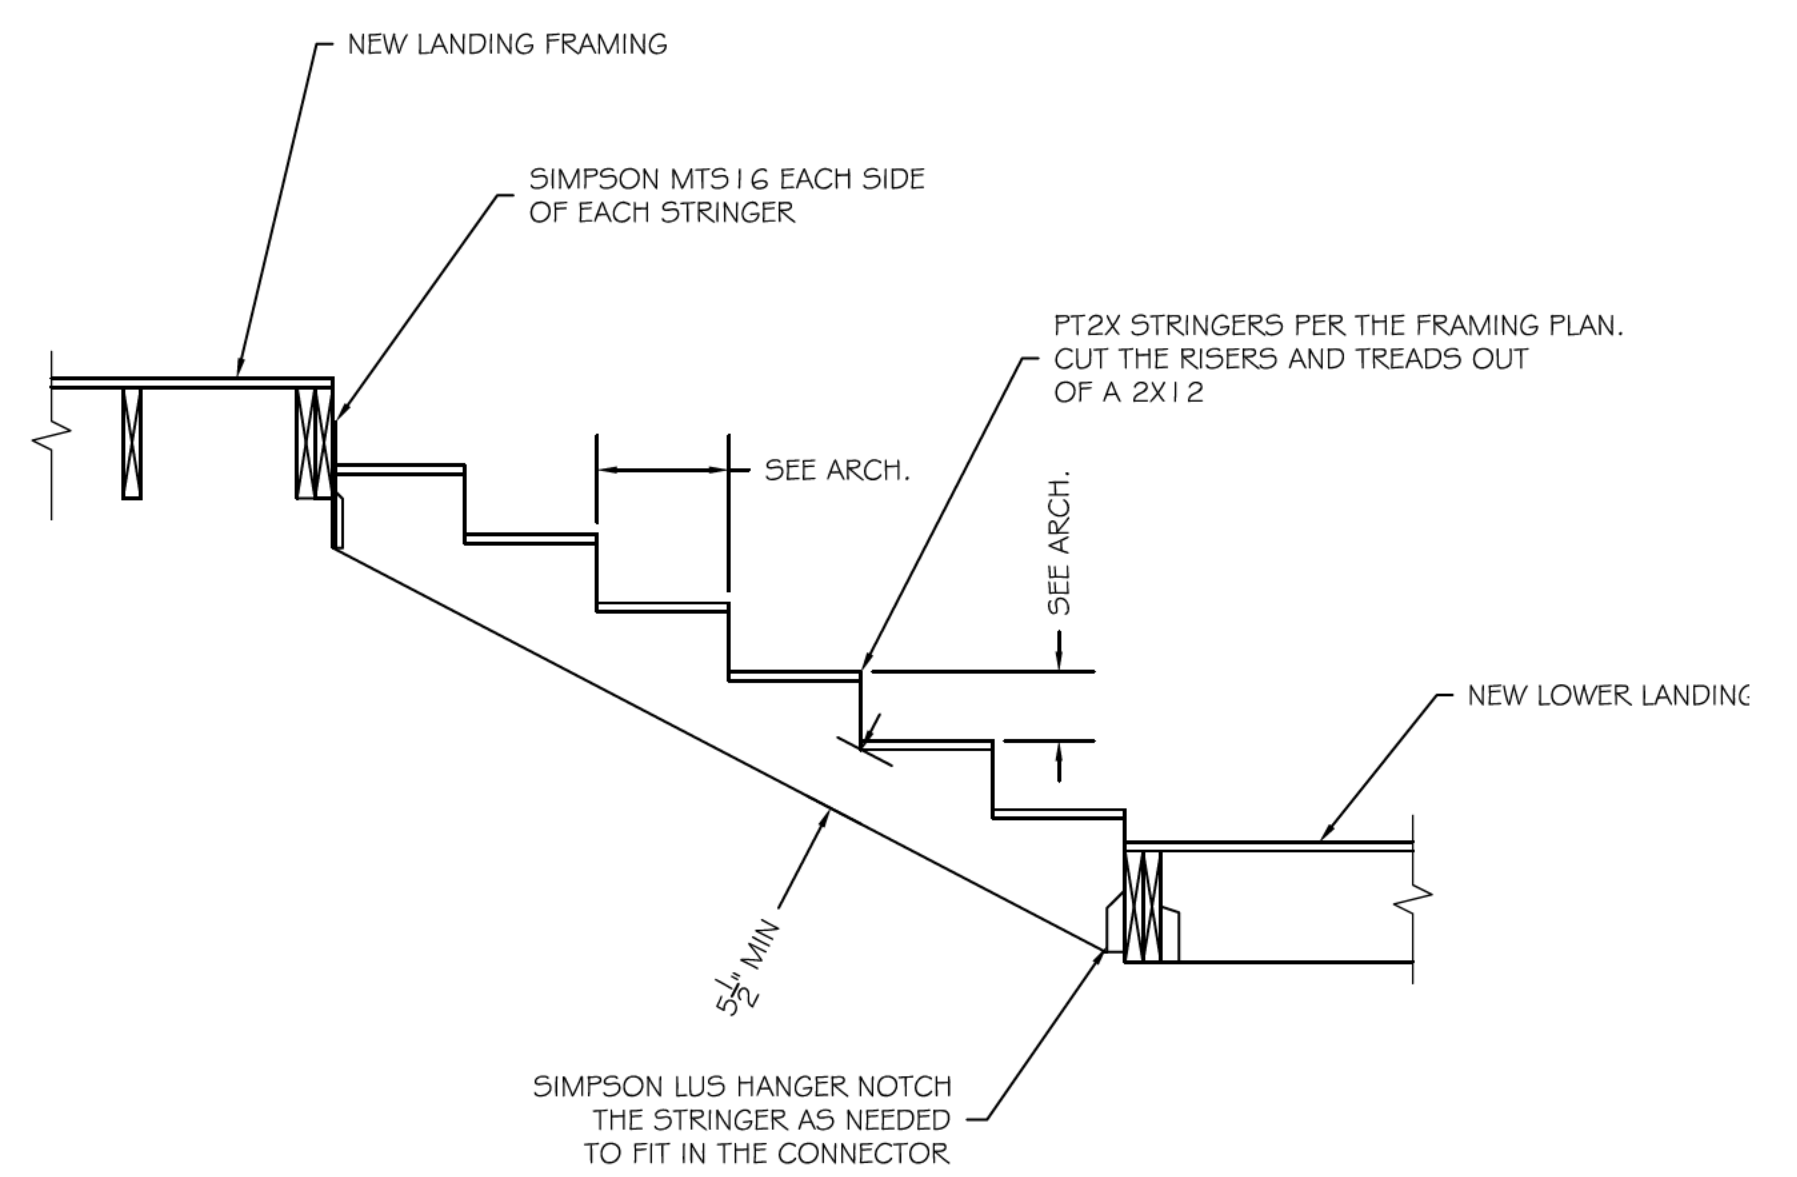 NEW LANDING FRAMING
SIMPSON MTS16 EACH SIDE
OF EACH STRINGER
PT2X STRINGERS PER THE FRAMING PLAN.
CUT THE RISERS AND TREADS OUT
OF A 2X12
SEE ARCH.
SEE ARCH.
NEW LOWER LANDING
5 1/2" MIN
SIMPSON LUS HANGER NOTCH
THE STRINGER AS NEEDED
TO FIT IN THE CONNECTOR